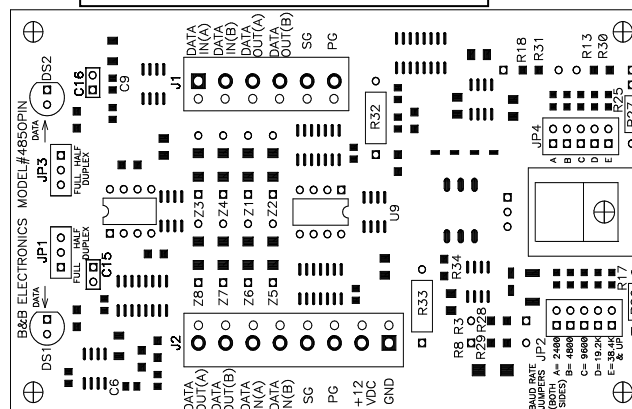 DATA IN(A)
DATA IN(B)
DATA OUT(A)
DATA OUT(B)
SG
PG
J1
DS2
DATA
C16
C9
MODEL#4850PIN
JP3
HALF
FULL DUPLEX
B&B ELECTRONICS
JP1
HALF
FULL DUPLEX
C15
DATA
DS1
C6
Z3
Z4
Z1
Z2
Z8
Z7
Z6
Z5
U9
R32
R33
R34
R18
R31
R13
R30
R25
R27
JP4
A
B
C
D
E
R17
R3
R28
R8
R29
JP2
BAUD RATE
JUMPERS
(BOTH
SIDES)
A= 2400
B= 4800
C= 9600
D=19.2K
E=38.4K
& UP
J2
DATA OUT(A)
DATA OUT(B)
DATA IN(A)
DATA IN(B)
SG
PG
+12 VDC
GND